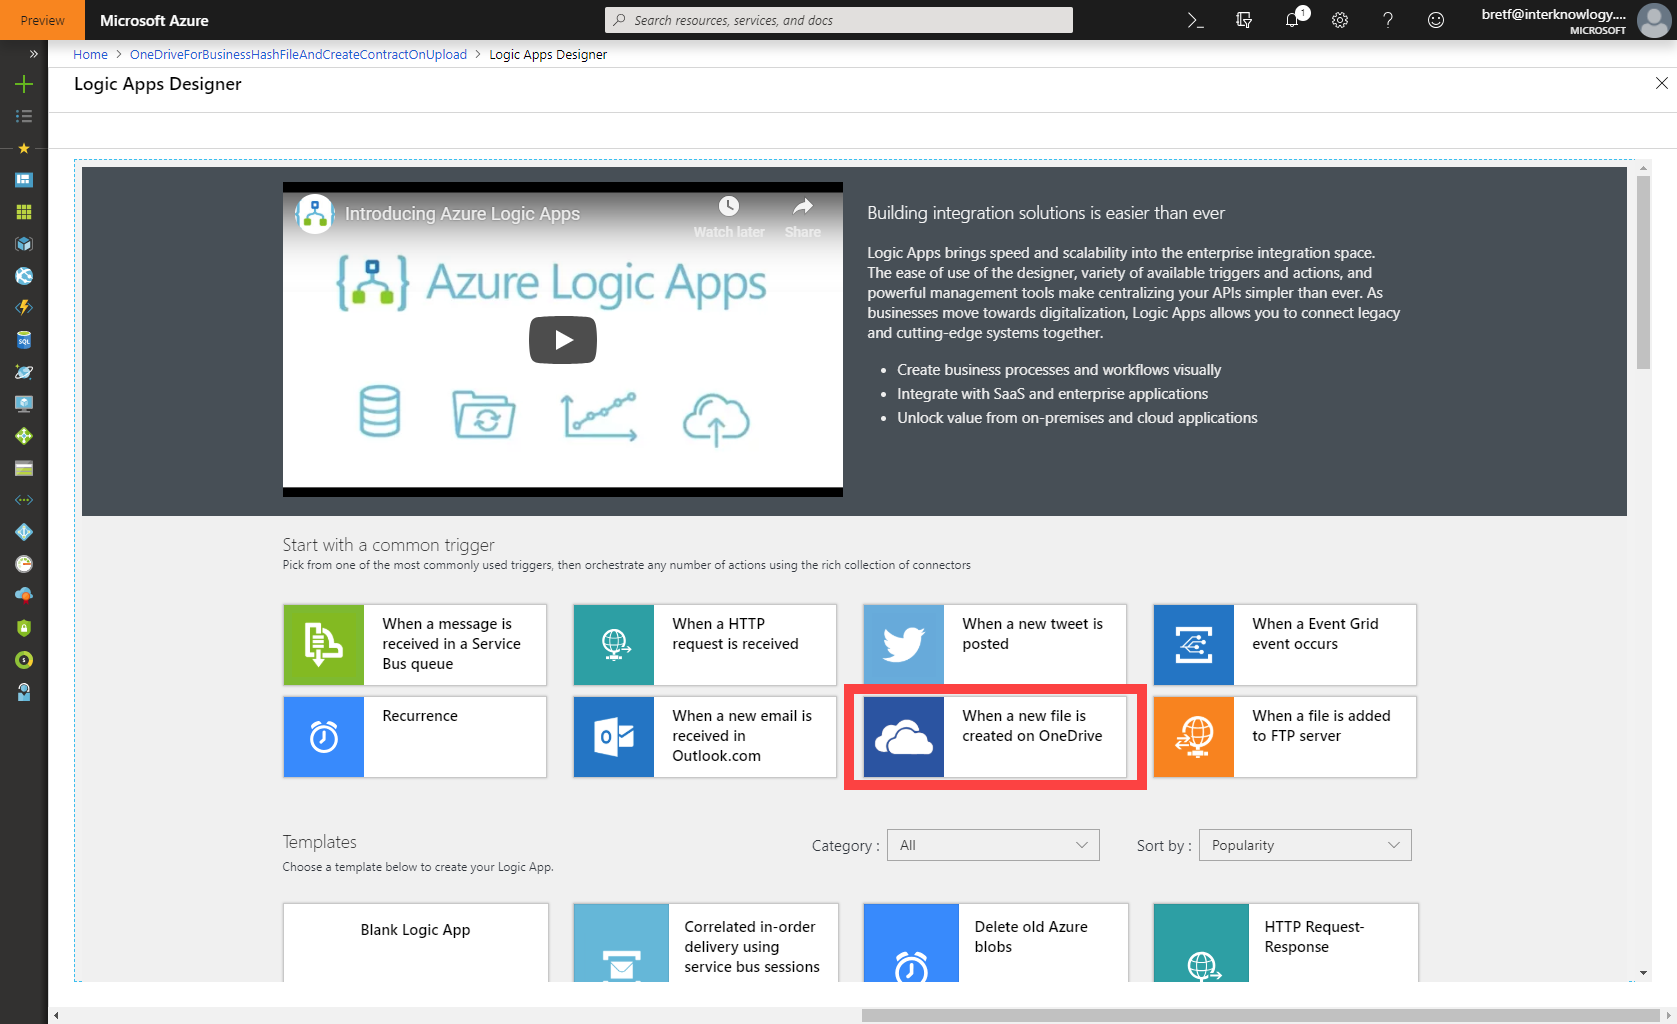 Preview
Microsoft Azure
Search resources, services, and docs
1
bretf@interknowlogy....
MICROSOFT
Home > OneDriveForBusinessHashFileAndCreateContractOnUpload > Logic Apps Designer
Logic Apps Designer
Introducing Azure Logic Apps
Watch later
Share
Azure Logic Apps
Building integration solutions is easier than ever
Logic Apps brings speed and scalability into the enterprise integration space.
The ease of use of the designer, variety of available triggers and actions, and
powerful management tools make centralizing your APIs simpler than ever. As
businesses move towards digitalization, Logic Apps allows you to connect legacy
and cutting-edge systems together.
• Create business processes and workflows visually
• Integrate with SaaS and enterprise applications
• Unlock value from on-premises and cloud applications
SQL
Start with a common trigger
Pick from one of the most commonly used triggers, then orchestrate any number of actions using the rich collection of connectors
When a message is
received in a Service
Bus queue
When a HTTP
request is received
When a new tweet is
posted
When a Event Grid
event occurs
Recurrence
When a new email is
received in
Outlook.com
When a new file is
created on OneDrive
When a file is added
to FTP server
Templates
Choose a template below to create your Logic App.
Category : All
Sort by : Popularity
Blank Logic App
Correlated in-order
delivery using
service bus sessions
Delete old Azure
blobs
HTTP Request-
Response